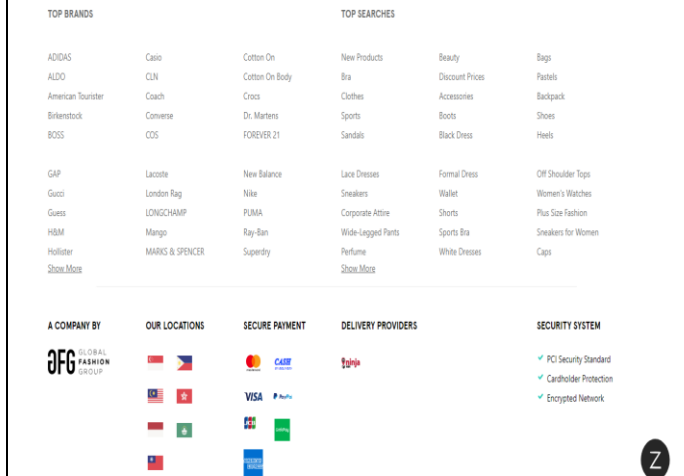 TOP BRANDS
TOP SEARCHES
ADIDAS Casio Cotton On New Products Beauty Bags
ALDO CLN Cotton On Body Bra Discount Prices Pastels
American Tourister Coach Crocs Clothes Accessories Backpack
Birkenstock Converse Dr. Martens Sports Boots Shoes
BOSS COS FOREVER 21 Sandals Black Dress Heels
GAP Lacoste New Balance Lace Dresses Formal Dress Off Shoulder Tops
Gucci London Rag Nike Sneakers Wallet Women's Watches
Guess LONGCHAMP PUMA Corporate Attire Shorts Plus Size Fashion
H&M Mango Ray-Ban Wide-Legged Pants Sports Bra Sneakers for Women
Hollister MARKS & SPENCER Superdry Perfume White Dresses Caps
Show More Show More
A COMPANY BY OUR LOCATIONS SECURE PAYMENT DELIVERY PROVIDERS SECURITY SYSTEM
GFG GLOBAL
FASHION
GROUP
CASH
VISA PayPal
JCB
AMERICAN
EXPRESS
ninja
PCI Security Standard
Cardholder Protection
Encrypted Network
Z